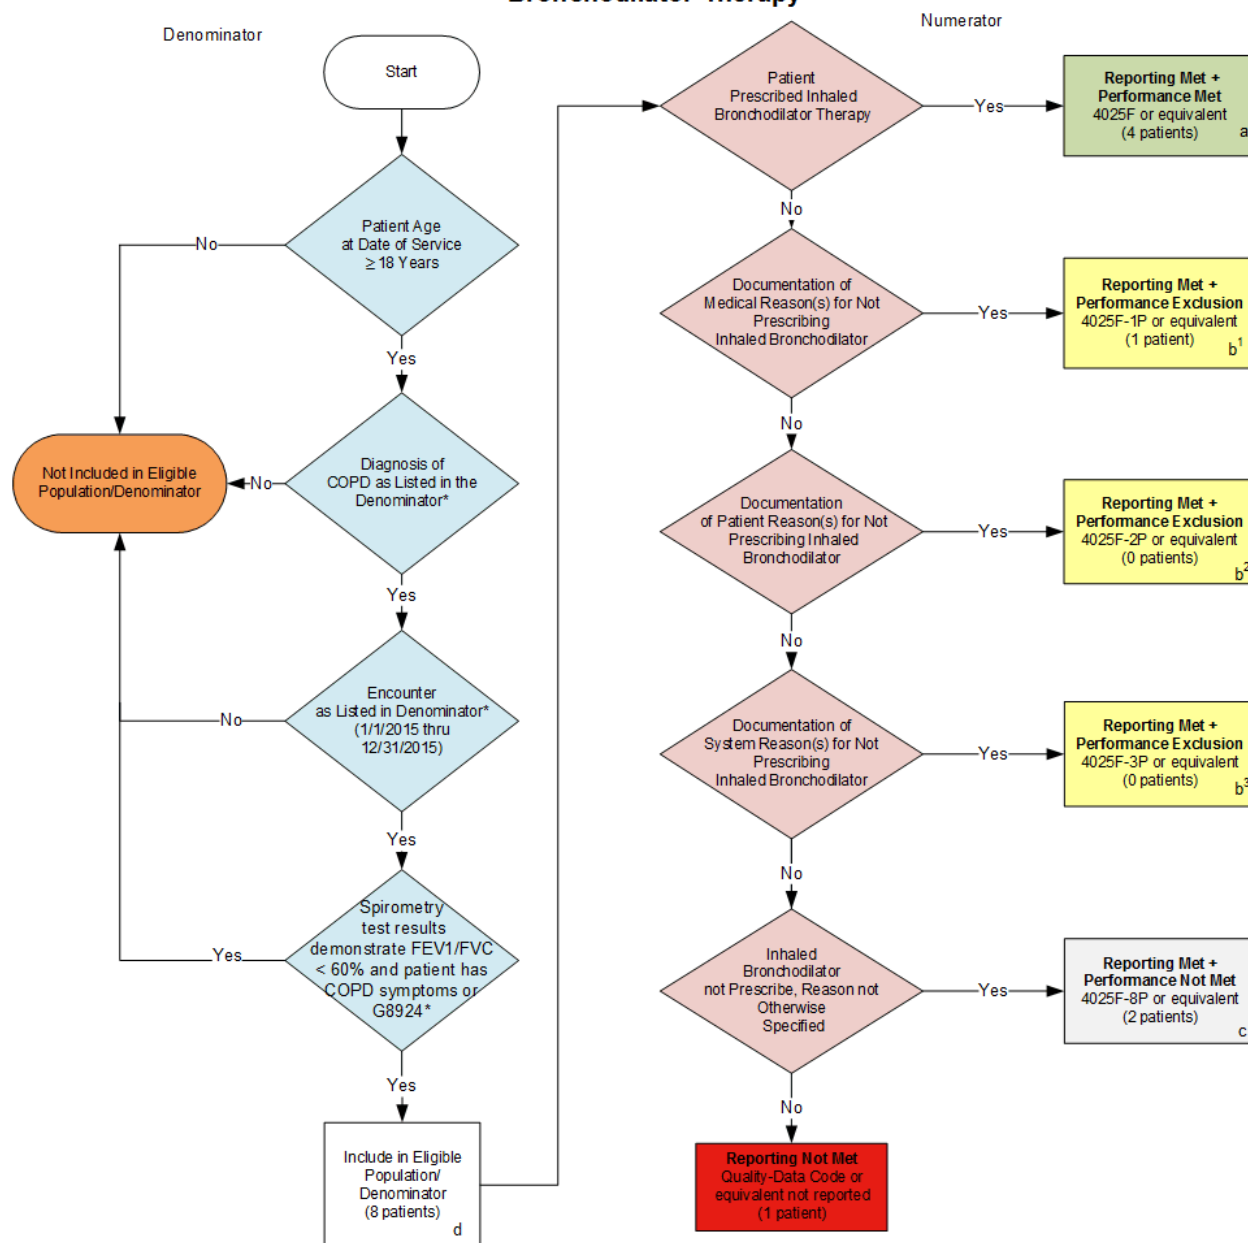 Bronchodilator Therapy
Denominator
Numerator
Start
Patient Age
at Date of Service
≥ 18 Years
No
Yes
Diagnosis of
COPD as Listed in the
Denominator*
No
Not Included in Eligible
Population/Denominator
Yes
Encounter
as Listed in Denominator*
(1/1/2015 thru
12/31/2015)
No
Yes
Spirometry
test results
demonstrate FEV1/FVC
< 60% and patient has
COPD symptoms or
G8924*
Yes
Yes
Include in Eligible
Population/
Denominator
(8 patients)
d
Patient
Prescribed Inhaled
Bronchodilator Therapy
Yes
Reporting Met +
Performance Met
4025F or equivalent
(4 patients)
a
No
Documentation of
Medical Reason(s) for Not
Prescribing
Inhaled Bronchodilator
Yes
Reporting Met +
Performance Exclusion
4025F-1P or equivalent
(1 patient)
b1
No
Documentation
of Patient Reason(s) for Not
Prescribing Inhaled
Bronchodilator
Yes
Reporting Met +
Performance Exclusion
4025F-2P or equivalent
(0 patients)
b2
No
Documentation of
System Reason(s) for Not
Prescribing
Inhaled Bronchodilator
Yes
Reporting Met +
Performance Exclusion
4025F-3P or equivalent
(0 patients)
b3
No
Inhaled
Bronchodilator
not Prescribe, Reason not
Otherwise
Specified
Yes
Reporting Met +
Performance Not Met
4025F-8P or equivalent
(2 patients)
c
No
Reporting Not Met
Quality-Data Code or
equivalent not reported
(1 patient)